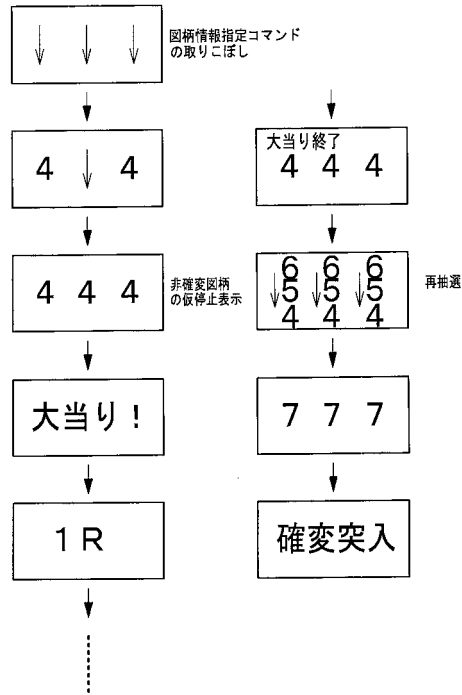 図柄情報指定コマンド
の取りこぼし
4 4
4 4 4
非確変図柄
の仮停止表示
大当り!
1R
大当り終了
4 4 4
6 6 6
5 5 5
4 4 4
再抽選
7 7 7
確変突入